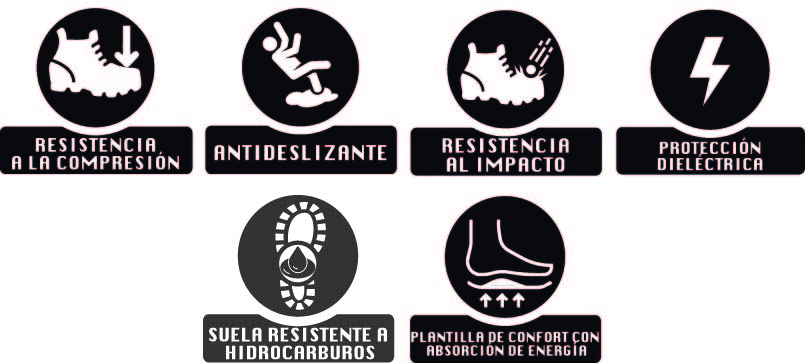 RESISTENCIA
A LA COMPRESIÓN
ANTIDESLIZANTE
RESISTENCIA
AL IMPACTO
PROTECCIÓN
DIELÉCTRICA
SUELA RESISTENTE A
HIDROCARBUROS
PLANTILLA DE CONFORT CON
ABSORCIÓN DE ENERGÍA